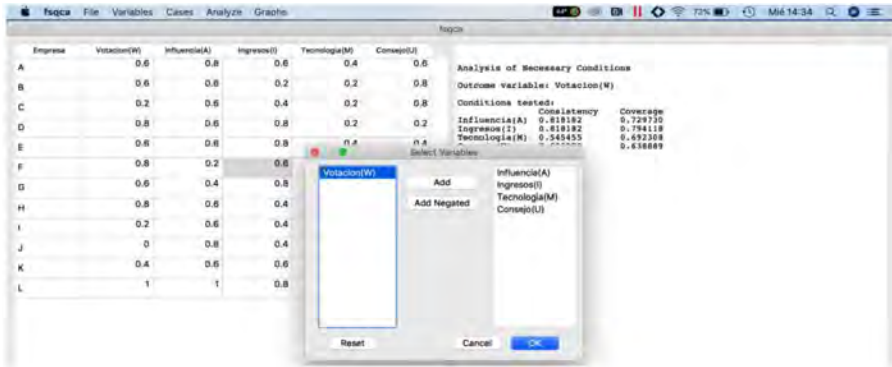 fsqca File Variables Cases Analyze Graphs 72% Mié 14:34
fsqca
Empresa Votacion(W) Influencia(A) Ingresos(I) Tecnologia(M) Consejo(U)
A 0.6 0.8 0.6 0.4 0.6
B 0.6 0.6 0.2 0.2 0.8
C 0.2 0.6 0.4 0.2 0.8
D 0.8 0.6 0.8 0.2 0.2
E 0.6 0.6 0.8 0.4 0.4
F 0.8 0.2 0.6
G 0.6 0.4 0.8
H 0.8 0.6 0.4
I 0.2 0.6 0.4
J 0 0.8 0.4
K 0.4 0.6 0.6
L 1 1 0.8
Analysis of Necessary Conditions
Outcome variable: Votacion(W)
Conditions tested:
Consistency Coverage
Influencia(A) 0.818182 0.729730
Ingresos(I) 0.818182 0.794118
Tecnologia(M) 0.545455 0.692308
0.638889
Select Variables
Votacion(W)
Add
Add Negated
Influencia(A)
Ingresos(I)
Tecnologia(M)
Consejo(U)
Reset
Cancel
OK